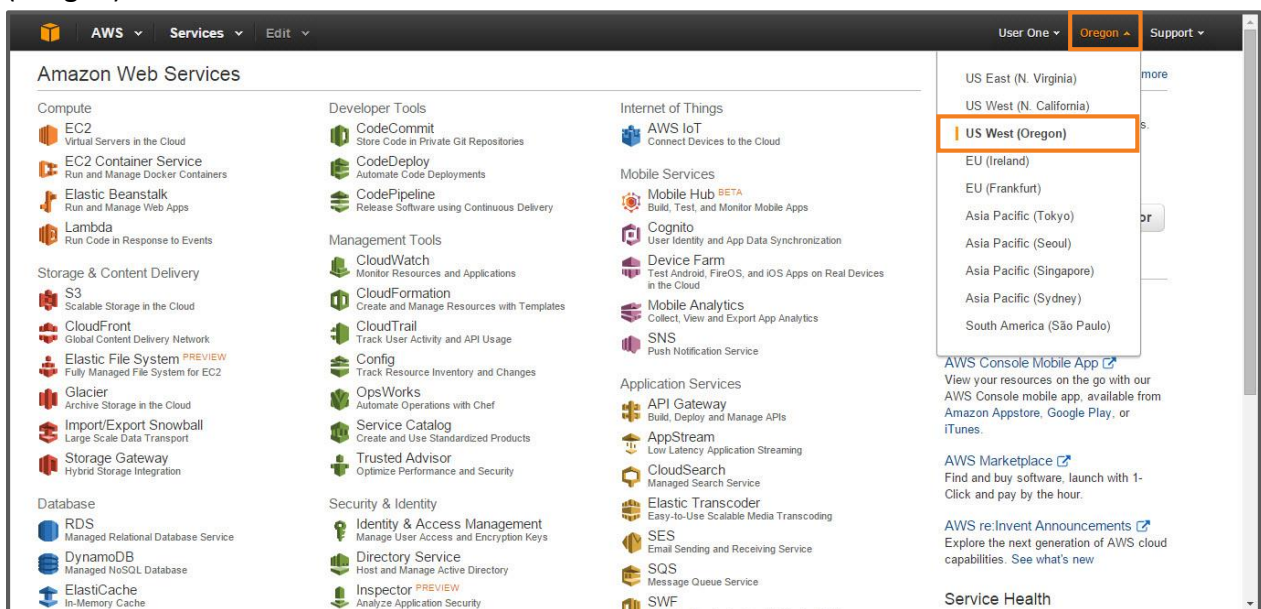 AWS Services Edit User One Oregon Support
Amazon Web Services
Compute
EC2
Virtual Servers in the Cloud
EC2 Container Service
Run and Manage Docker Containers
Elastic Beanstalk
Run and Manage Web Apps
Lambda
Run Code in Response to Events
Storage & Content Delivery
S3
Scalable Storage in the Cloud
CloudFront
Global Content Delivery Network
Elastic File System PREVIEW
Fully Managed File System for EC2
Glacier
Archive Storage in the Cloud
Import/Export Snowball
Large Scale Data Transport
Storage Gateway
Hybrid Storage Integration
Database
RDS
Managed Relational Database Service
DynamoDB
Managed NoSQL Database
ElastiCache
In-Memory Cache
Developer Tools
CodeCommit
Store Code in Private Git Repositories
CodeDeploy
Automate Code Deployments
CodePipeline
Release Software using Continuous Delivery
Management Tools
CloudWatch
Monitor Resources and Applications
CloudFormation
Create and Manage Resources with Templates
CloudTrail
Track User Activity and API Usage
Config
Track Resource Inventory and Changes
OpsWorks
Automate Operations with Chef
Service Catalog
Create and Use Standardized Products
Trusted Advisor
Optimize Performance and Security
Security & Identity
Identity & Access Management
Manage User Access and Encryption Keys
Directory Service
Host and Manage Active Directory
Inspector PREVIEW
Analyze Application Security
Internet of Things
AWS IoT
Connect Devices to the Cloud
Mobile Services
Mobile Hub BETA
Build, Test, and Monitor Mobile Apps
Cognito
User Identity and App Data Synchronization
Device Farm
Test Android, FireOS, and iOS Apps on Real Devices
in the Cloud
Mobile Analytics
Collect, View and Export App Analytics
SNS
Push Notification Service
Application Services
API Gateway
Build, Deploy and Manage APIs
AppStream
Low Latency Application Streaming
CloudSearch
Managed Search Service
Elastic Transcoder
Easy-to-Use Scalable Media Transcoding
SES
Email Sending and Receiving Service
SQS
Message Queue Service
SWF
US East (N. Virginia)
more
US West (N. California)
s.
US West (Oregon)
EU (Ireland)
EU (Frankfurt)
Asia Pacific (Tokyo)
or
Asia Pacific (Seoul)
Asia Pacific (Singapore)
Asia Pacific (Sydney)
South America (São Paulo)
AWS Console Mobile App
View your resources on the go with our
AWS Console mobile app, available from
Amazon Appstore, Google Play, or
iTunes.
AWS Marketplace
Find and buy software, launch with 1-
Click and pay by the hour.
AWS re:Invent Announcements
Explore the next generation of AWS cloud
capabilities. See what's new
Service Health